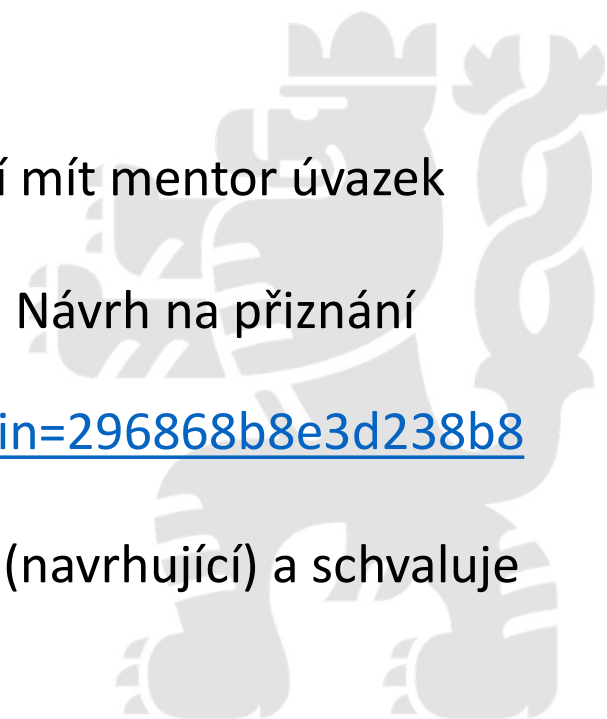 í mít mentor úvazek
Návrh na přiznání
in=296868b8e3d238b8
(navrhující) a schvaluje